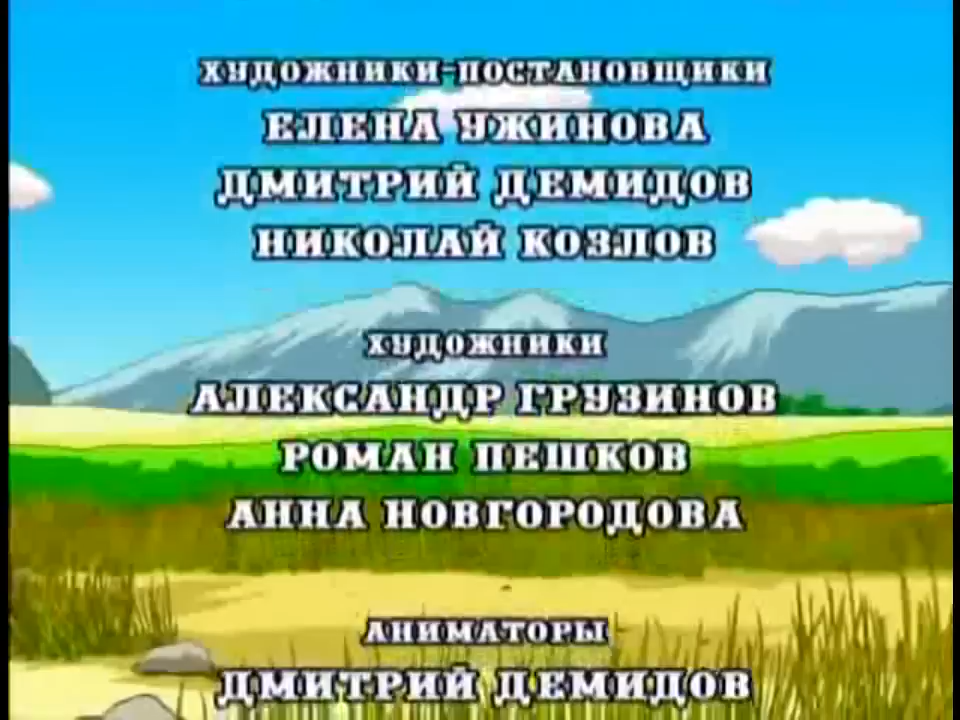 ХУДОЖНИКИ-ПОСТАНОВЩИКИ
ЕЛЕНА УЖИНОВА
ДМИТРИЙ ДЕМИДОВ
НИКОЛАЙ КОЗЛОВ
ХУДОЖНИКИ
АЛЕКСАНДР ГРУЗИНОВ
РОМАН ПЕШКОВ
АННА НОВГОРОДОВА
АНИМАТОРЫ
ДМИТРИЙ ДЕМИДОВ